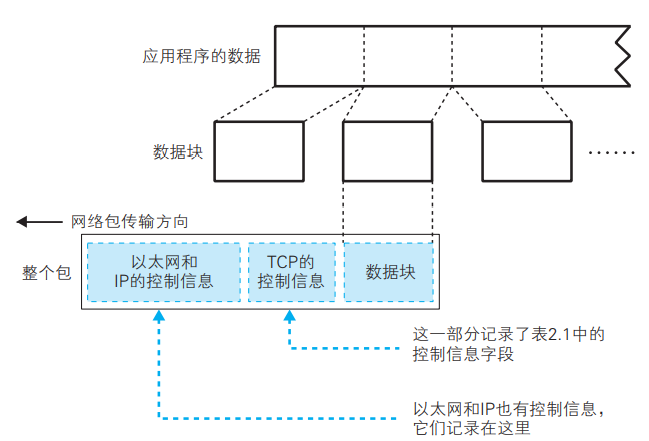 应用程序的数据
数据块
……
网络包传输方向
整个包
以太网和
IP的控制信息
TCP的
控制信息
数据块
这一部分记录了表2.1中的
控制信息字段
以太网和IP也有控制信息，
它们记录在这里